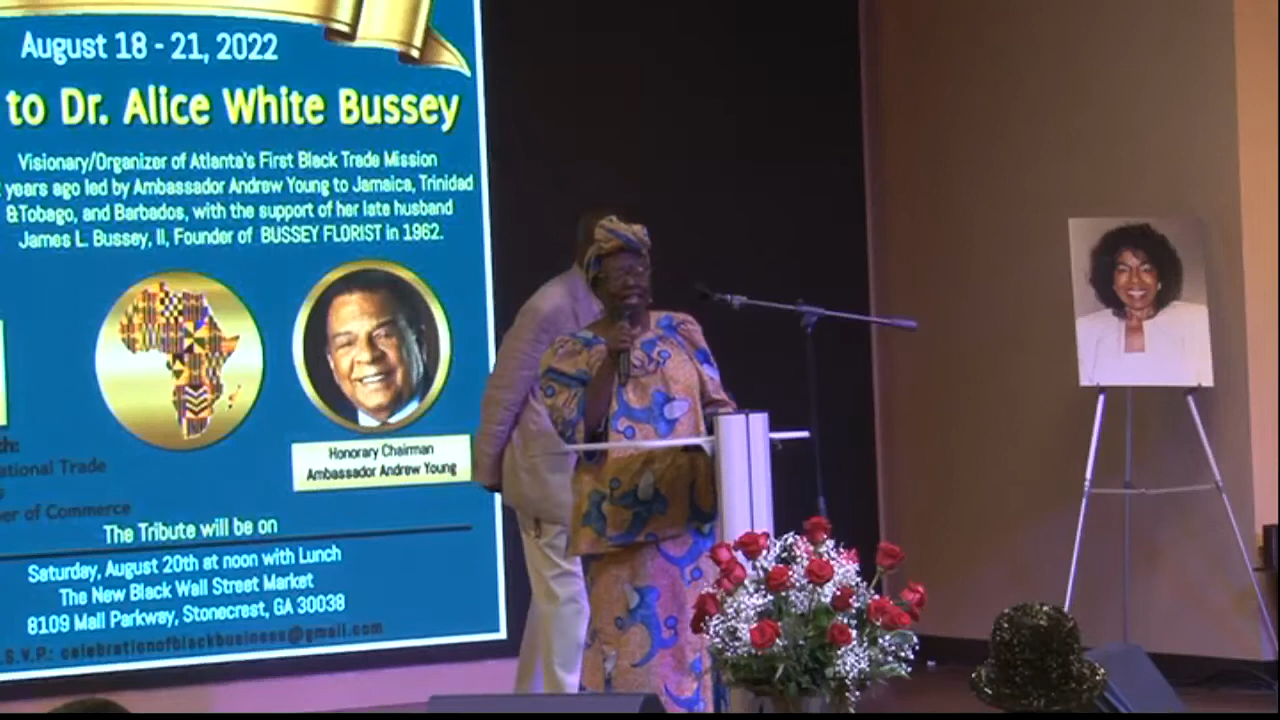 August 18 - 21, 2022
to Dr. Alice White Bussey
Visionary/Organizer of Atlanta's First Black Trade Mission
years ago led by Ambassador Andrew Young to Jamaica, Trinidad
&Tobago, and Barbados, with the support of her late husband
James L. Bussey, II, Founder of BUSSEY FLORIST in 1962.
Honorary Chairman
Ambassador Andrew Young
ational Trade
er of Commerce
The Tribute will be on
Saturday, August 20th at noon with Lunch
The New Black Wall Street Market
8109 Mall Parkway, Stonecrest, GA 30038
S.V.P.: celebrationofblackbusiness@gmail.com